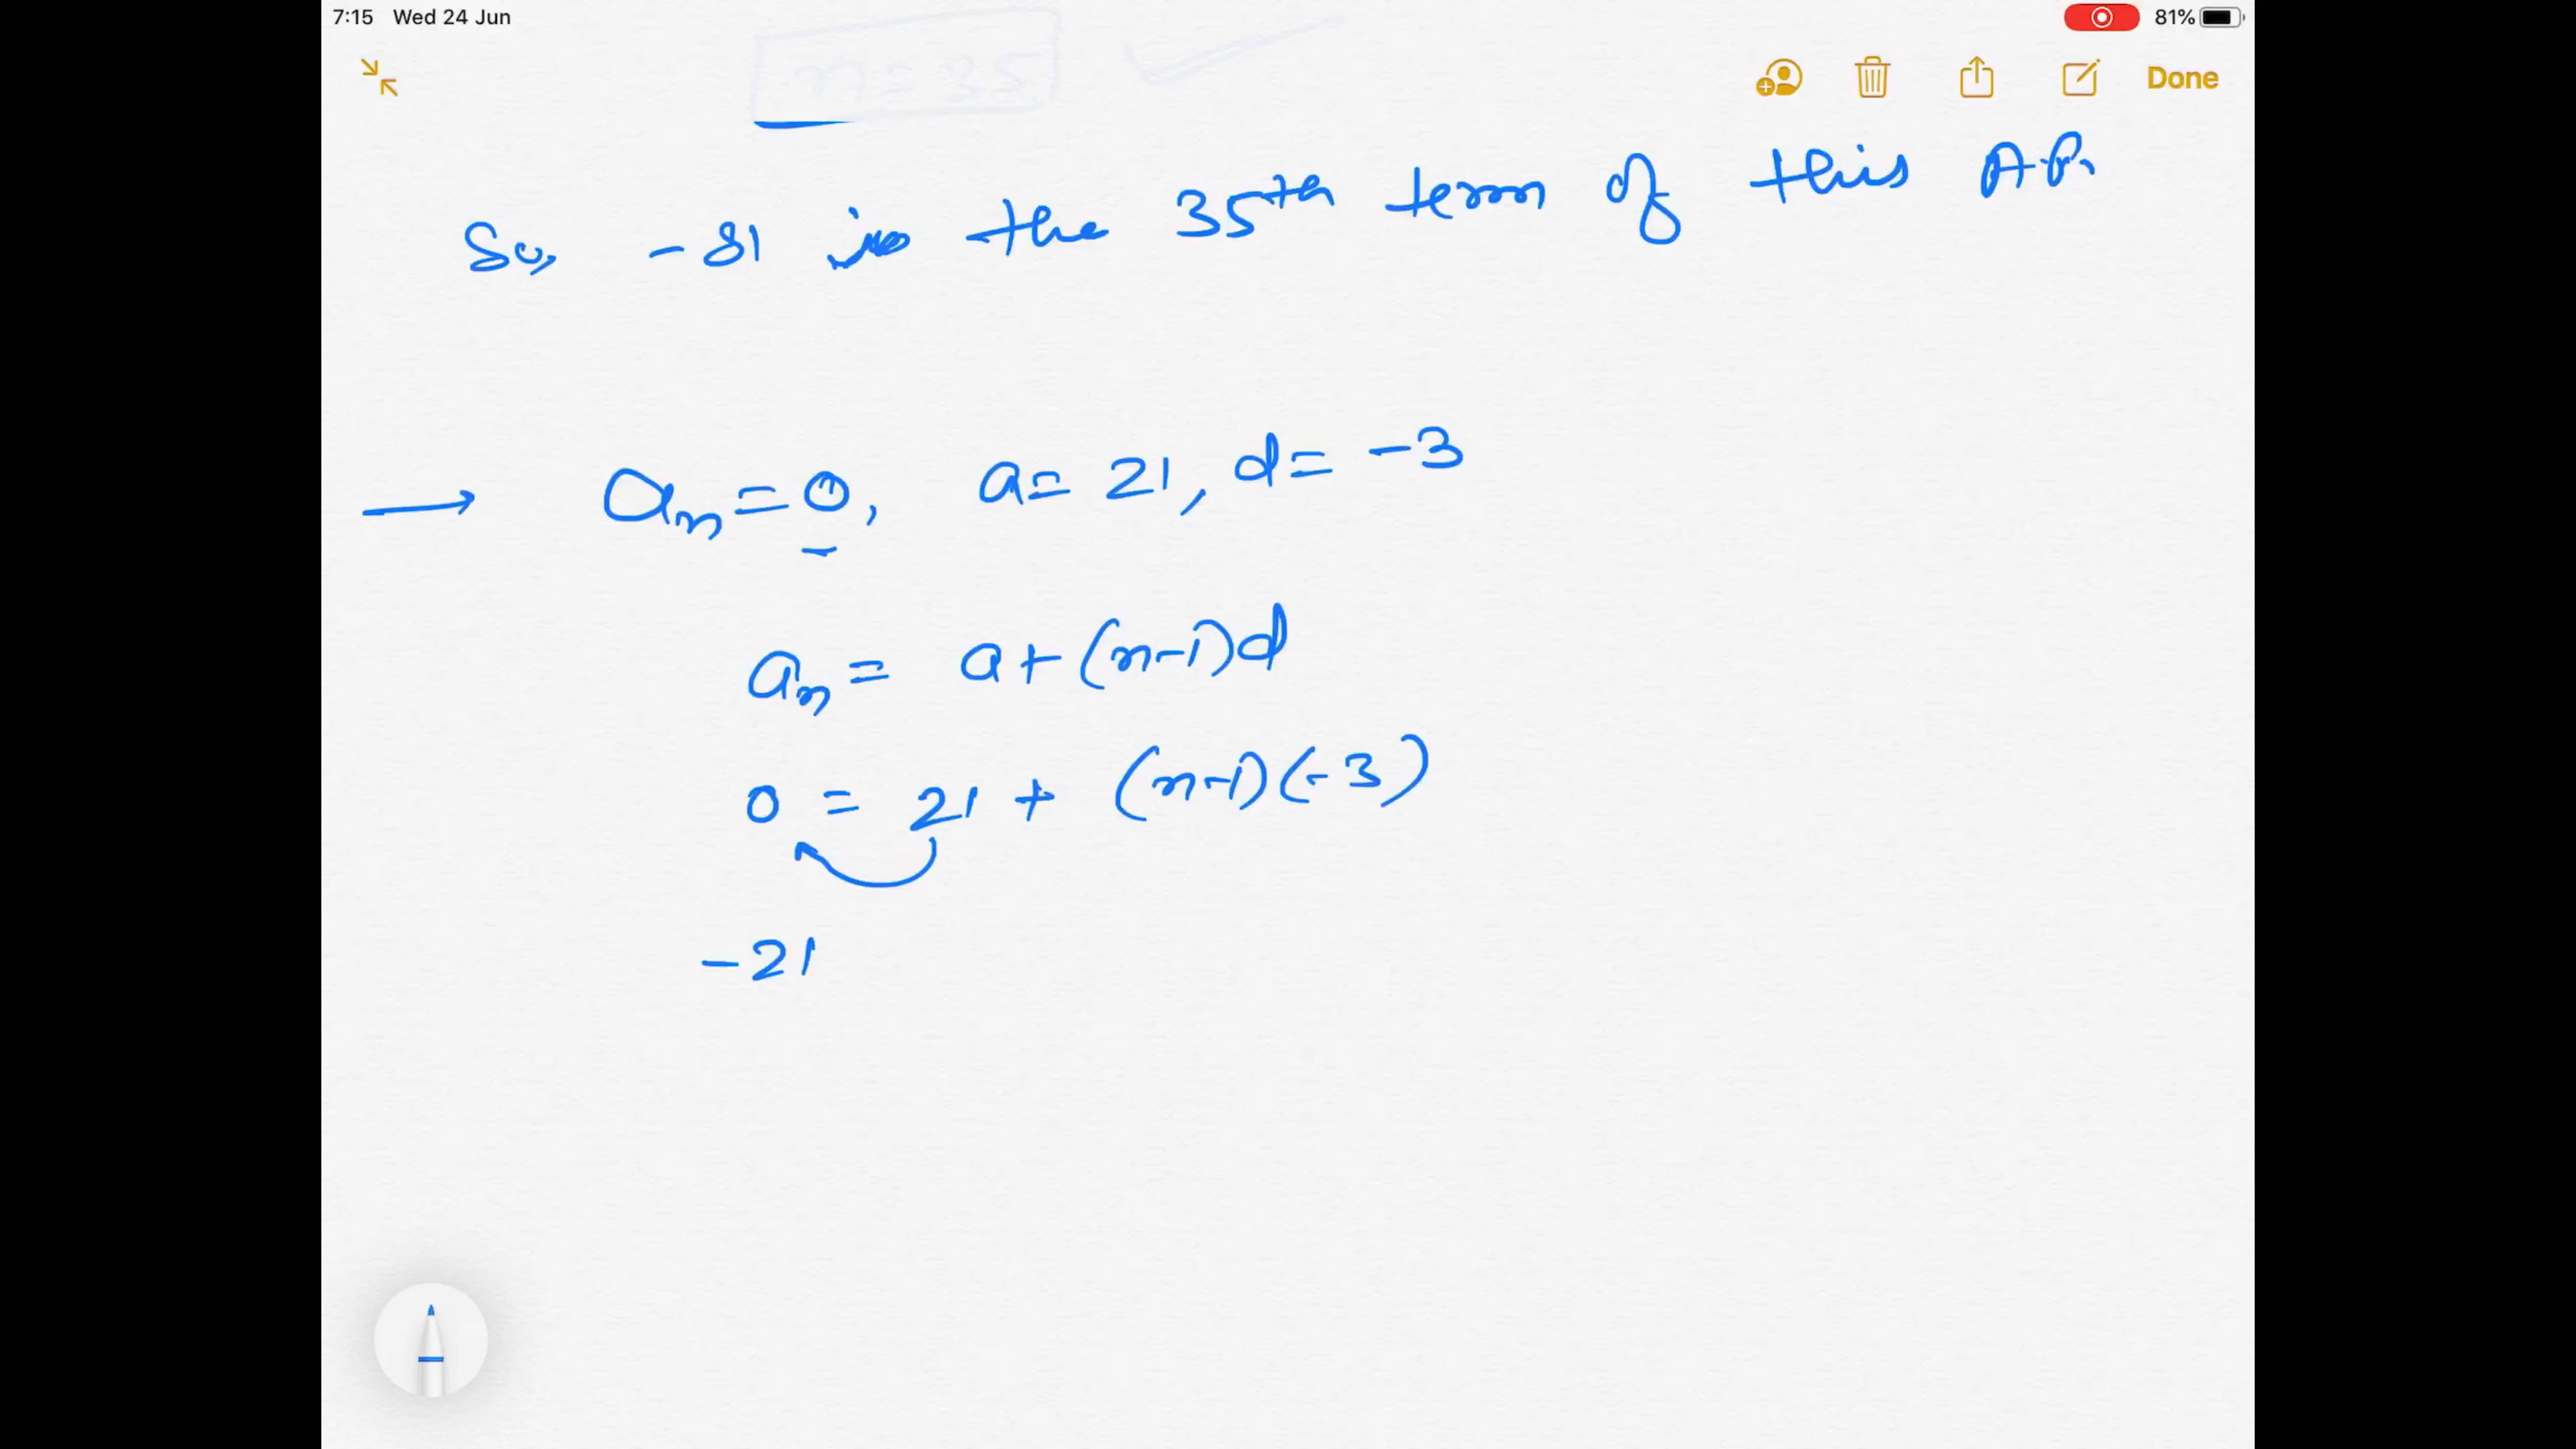 7:15 Wed 24 Jun 81%
n = 35
Done
So, -81 is the 35th term of this A.P.
→ an = 0, a = 21, d = -3
an = a + (n-1)d
0 = 21 + (n-1)(-3)
-21